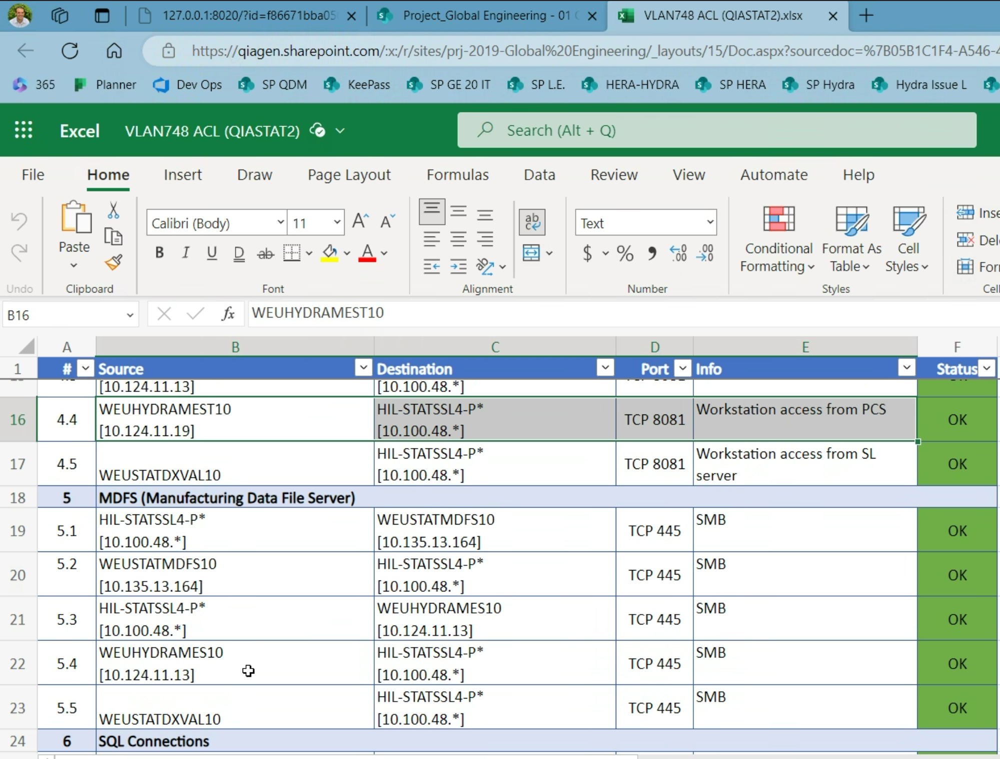 127.0.0.1:8020/?id=f86671bba05
Project_Global Engineering - 01
VLAN748 ACL (QIASTAT2).xlsx
https://qiagen.sharepoint.com/:x:/r/sites/prj-2019-Global%20Engineering/_layouts/15/Doc.aspx?sourcedoc=%7B05B1C1F4-A546-4
365 Planner Dev Ops SP QDM KeePass SP GE 20 IT SP L.E. HERA-HYDRA SP HERA SP Hydra Hydra Issue L
Excel VLAN748 ACL (QIASTAT2) Search (Alt + Q)
File Home Insert Draw Page Layout Formulas Data Review View Automate Help
Paste
Calibri (Body) 11
Text
Conditional Formatting
Format As Table
Cell Styles
Inse
Del
For
Undo Clipboard Font Alignment Number Styles Cell
B16 fx WEUHYDRAMEST10
A B C D E F
1 # Source Destination Port Info Status
[10.124.11.13] [10.100.48.*]
16 4.4 WEUHYDRAMEST10 [10.124.11.19] HIL-STATSSL4-P* [10.100.48.*] TCP 8081 Workstation access from PCS OK
17 4.5 WEUSTATDXVAL10 HIL-STATSSL4-P* [10.100.48.*] TCP 8081 Workstation access from SL server OK
18 5 MDFS (Manufacturing Data File Server)
19 5.1 HIL-STATSSL4-P* [10.100.48.*] WEUSTATMDFS10 [10.135.13.164] TCP 445 SMB OK
20 5.2 WEUSTATMDFS10 [10.135.13.164] HIL-STATSSL4-P* [10.100.48.*] TCP 445 SMB OK
21 5.3 HIL-STATSSL4-P* [10.100.48.*] WEUHYDRAMES10 [10.124.11.13] TCP 445 SMB OK
22 5.4 WEUHYDRAMES10 [10.124.11.13] HIL-STATSSL4-P* [10.100.48.*] TCP 445 SMB OK
23 5.5 WEUSTATDXVAL10 HIL-STATSSL4-P* [10.100.48.*] TCP 445 SMB OK
24 6 SQL Connections